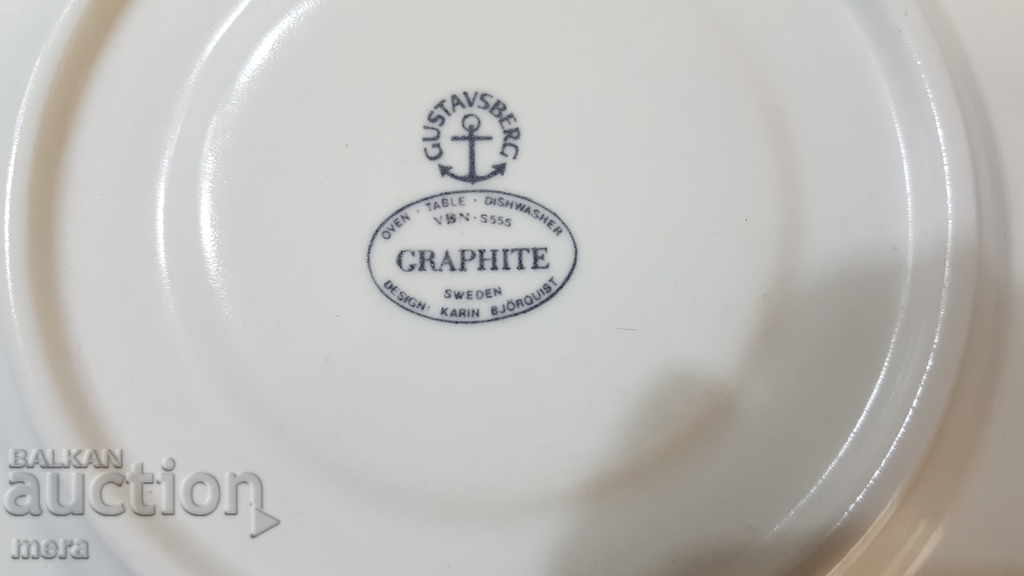 GUSTAVSBERG
OVEN · TABLE · DISHWASHER
VBN · S555
GRAPHITE
SWEDEN
DESIGN: KARIN BJÖRQUIST
BALKAN
auction
mera